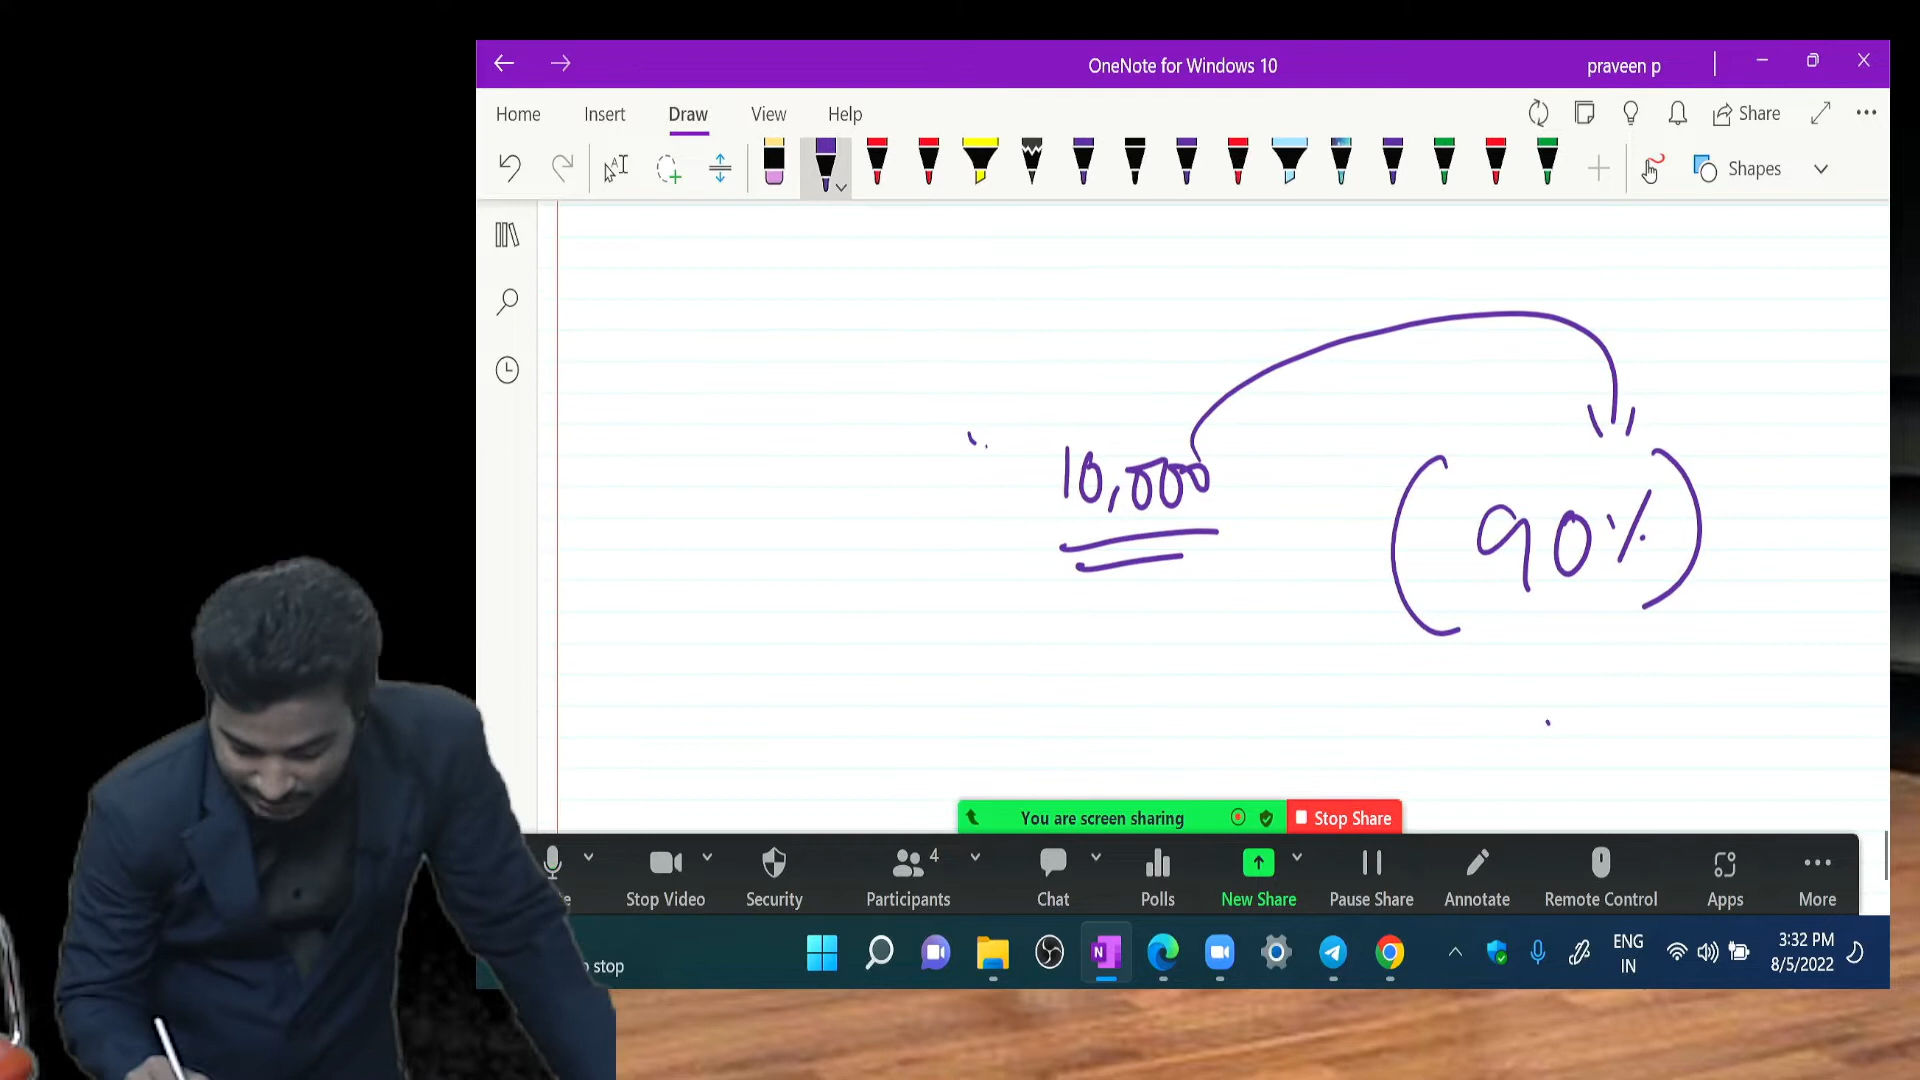 OneNote for Windows 10
praveen p
Home Insert Draw View Help
Share
Shapes
10,000
(90%)
You are screen sharing
Stop Share
4
Stop Video Security Participants Chat Polls New Share Pause Share Annotate Remote Control Apps More
stop
ENG
IN
3:32 PM
8/5/2022